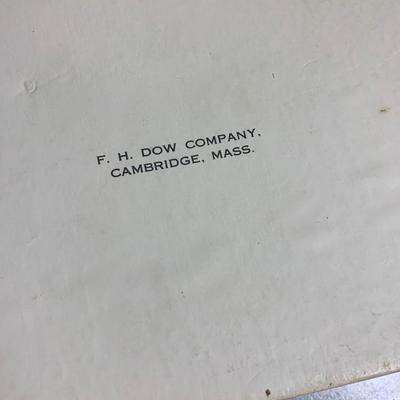 F. H. DOW COMPANY.
CAMBRIDGE, MASS.